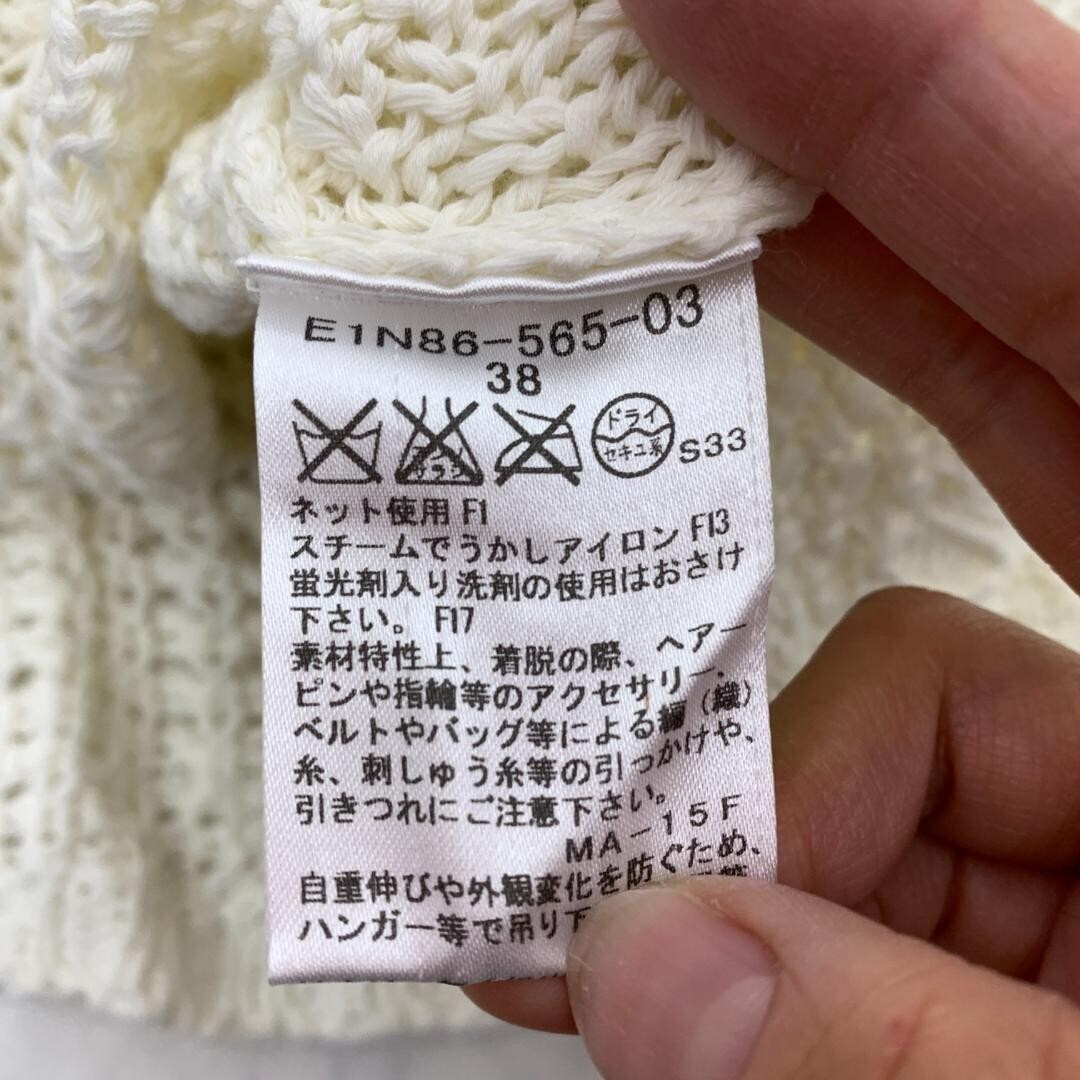 E1N86-565-03
38
エンソ
サラシ
ドライ
セキユ系
S33
ネット使用 F1
スチームでうかしアイロン F13
蛍光剤入り洗剤の使用はおさけ
下さい。 F17
素材特性上、着脱の際、ヘアー
ピンや指輪等のアクセサリー、
ベルトやバッグ等による編（織）
糸、刺しゅう糸等の引っかけや、
引きつれにご注意下さい。
MA-15F
自重伸びや外観変化を防ぐため、
ハンガー等で吊り下